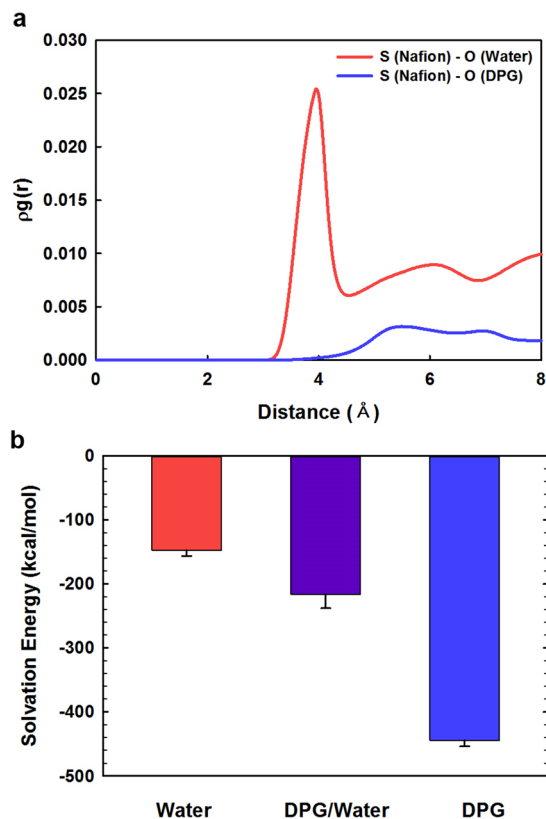 a
0.030
0.025
0.020
0.015
0.010
0.005
0.000
ρg(r)
S (Nafion) - O (Water)
S (Nafion) - O (DPG)
0 2 4 6 8
Distance (Å)
b
0
-100
-200
-300
-400
-500
Solvation Energy (kcal/mol)
Water DPG/Water DPG